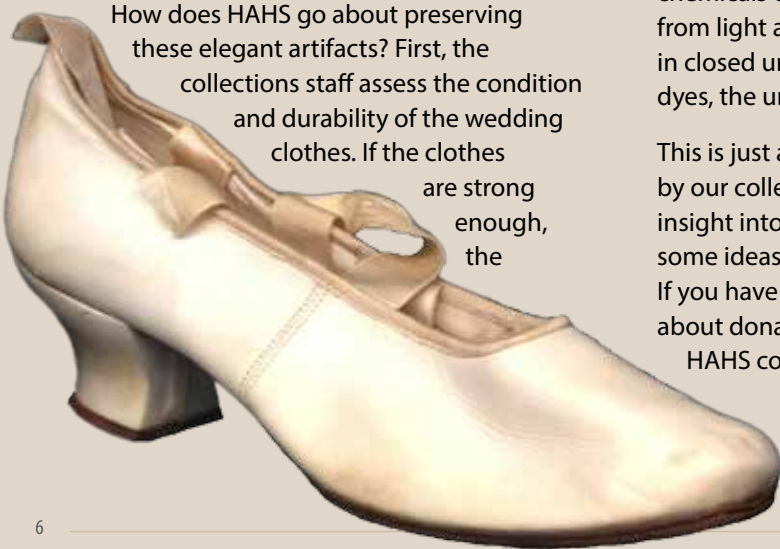 How does HAHS go about preserving
these elegant artifacts? First, the
collections staff assess the condition
and durability of the wedding
clothes. If the clothes
are strong
enough,
the
6
from light a
in closed un
dyes, the u
This is just a
by our colle
insight into
some ideas
If you have
about dona
HAHS co